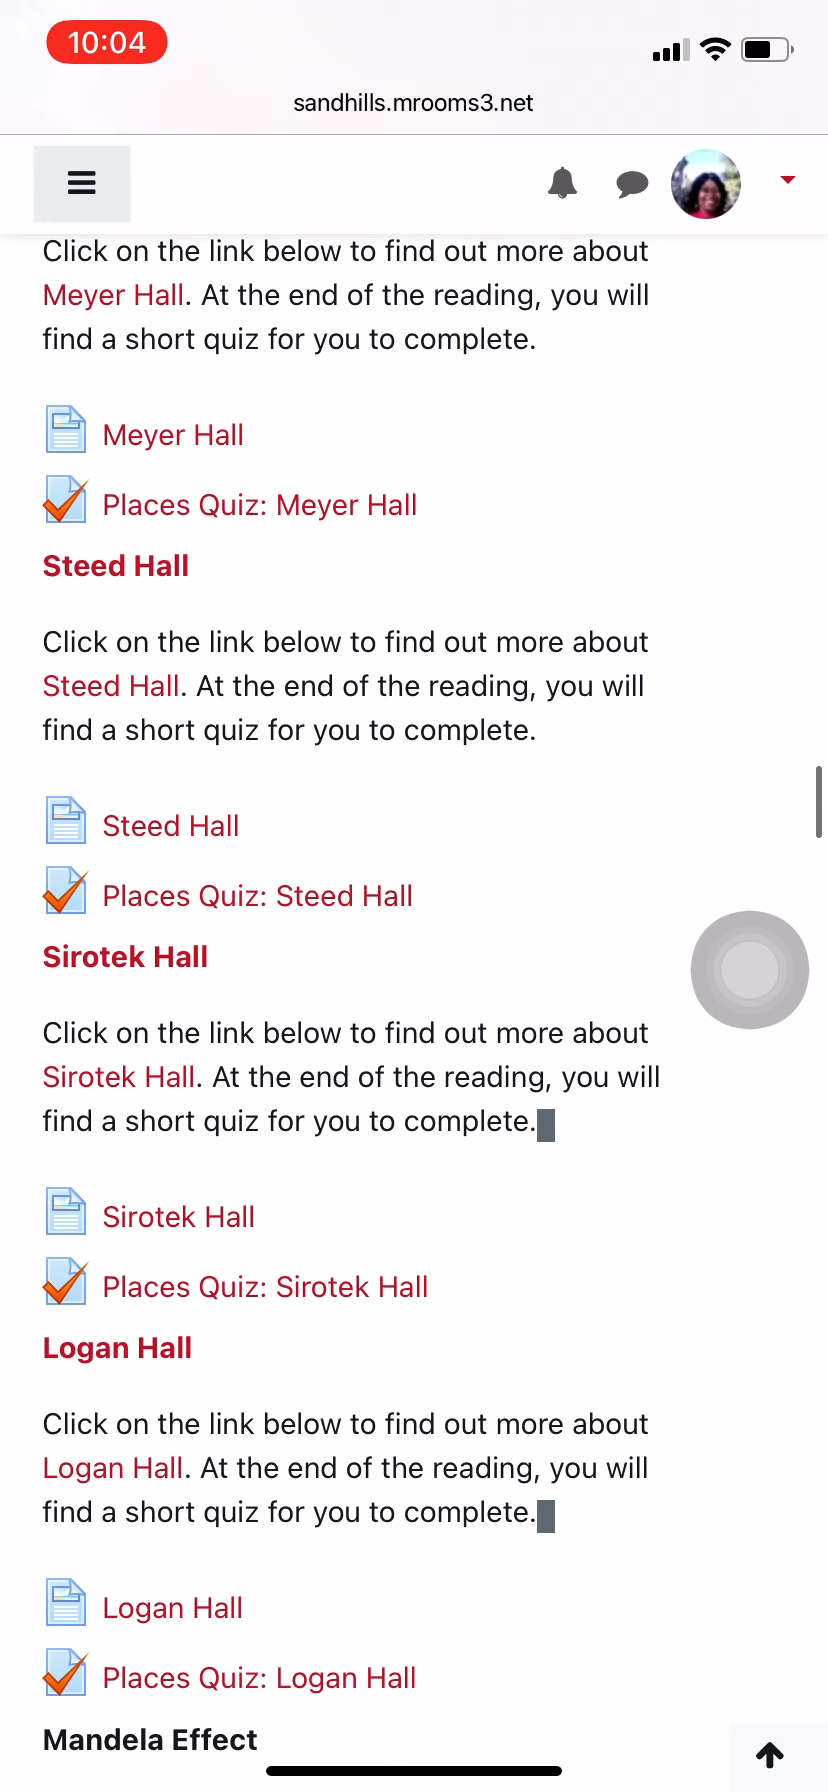 10:04
sandhills.mrooms3.net
Click on the link below to find out more about
Meyer Hall. At the end of the reading, you will
find a short quiz for you to complete.
Meyer Hall
Places Quiz: Meyer Hall
Steed Hall
Click on the link below to find out more about
Steed Hall. At the end of the reading, you will
find a short quiz for you to complete.
Steed Hall
Places Quiz: Steed Hall
Sirotek Hall
Click on the link below to find out more about
Sirotek Hall. At the end of the reading, you will
find a short quiz for you to complete.
Sirotek Hall
Places Quiz: Sirotek Hall
Logan Hall
Click on the link below to find out more about
Logan Hall. At the end of the reading, you will
find a short quiz for you to complete.
Logan Hall
Places Quiz: Logan Hall
Mandela Effect